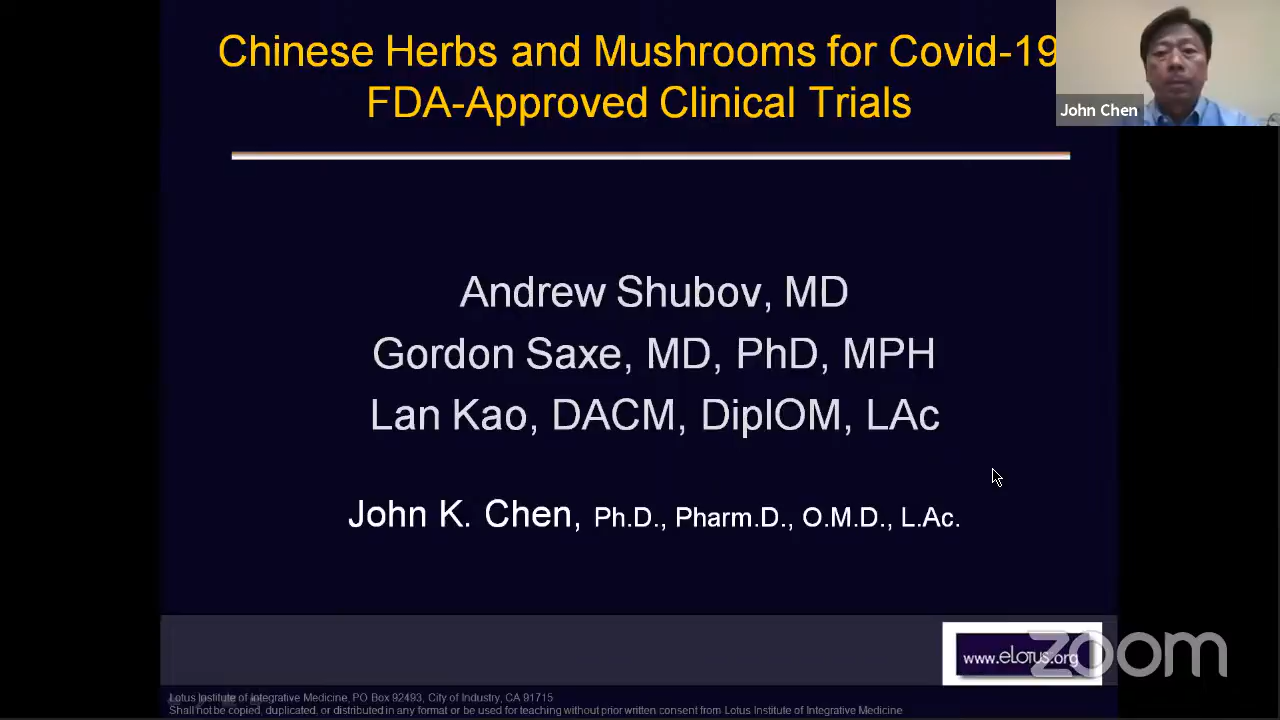 Chinese Herbs and Mushrooms for Covid-19
FDA-Approved Clinical Trials
John Chen
Andrew Shubov, MD
Gordon Saxe, MD, PhD, MPH
Lan Kao, DACM, DiplOM, LAc
John K. Chen, Ph.D., Pharm.D., O.M.D., L.Ac.
www.eLotus.org
zoom
Lotus Institute of Integrative Medicine, PO Box 92493, City of Industry, CA 91715
Shall not be copied, duplicated, or distributed in any format or be used for teaching without prior written consent from Lotus Institute of Integrative Medicine